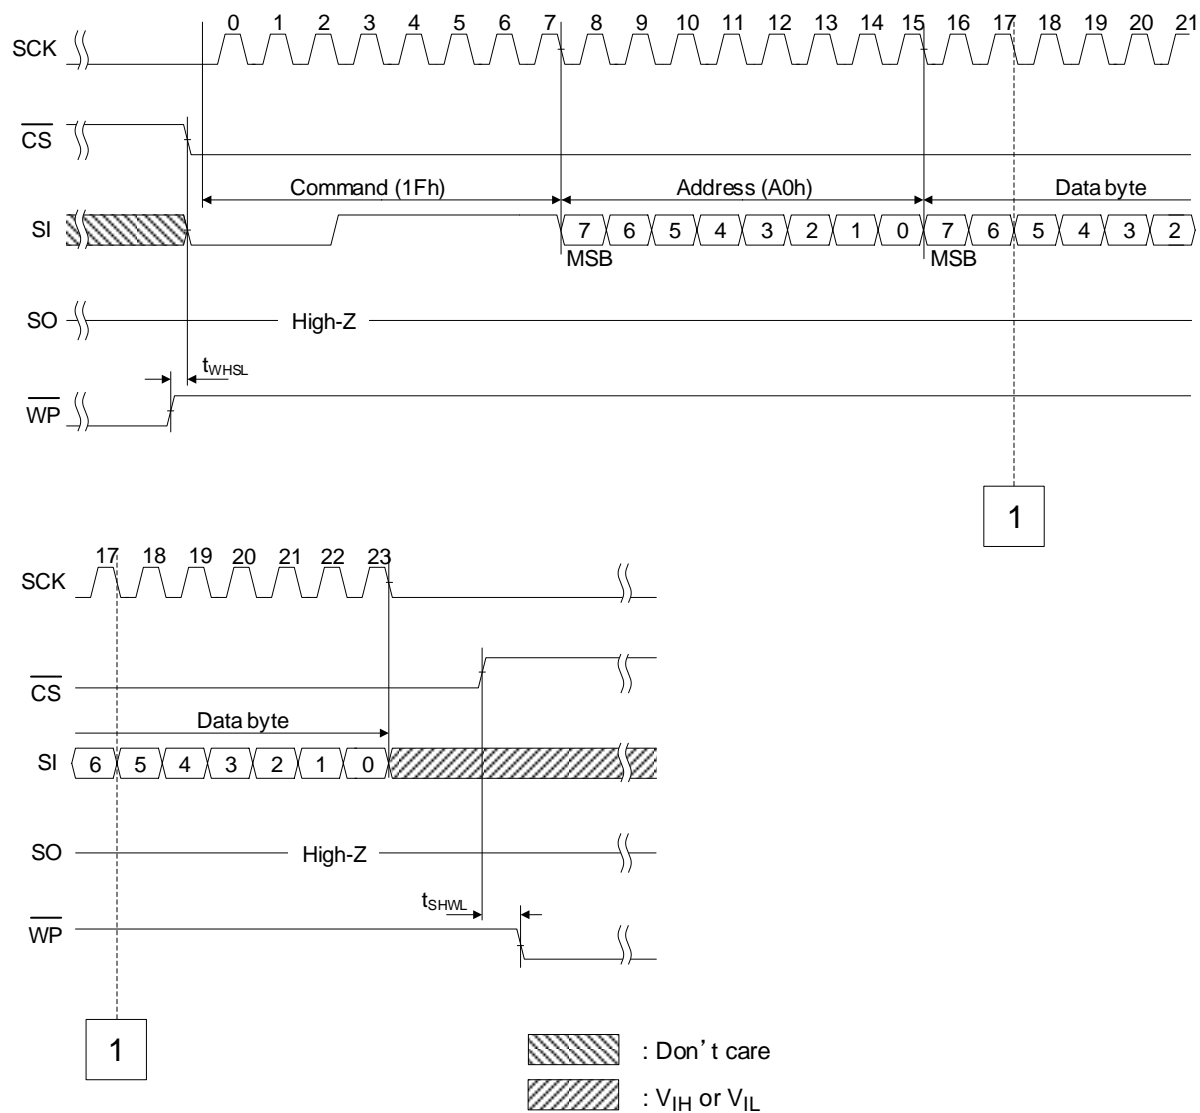 0 1 2 3 4 5 6 7 8 9 10 11 12 13 14 15 16 17 18 19 20 21
SCK
CS
Command (1Fh) Address (A0h) Data byte
SI 7 6 5 4 3 2 1 0 7 6 5 4 3 2
MSB MSB
SO High-Z
tWHSL
WP
1
17 18 19 20 21 22 23
SCK
CS
Data byte
SI 6 5 4 3 2 1 0
SO High-Z
tSHWL
WP
1
: Don't care
: VIH or VIL